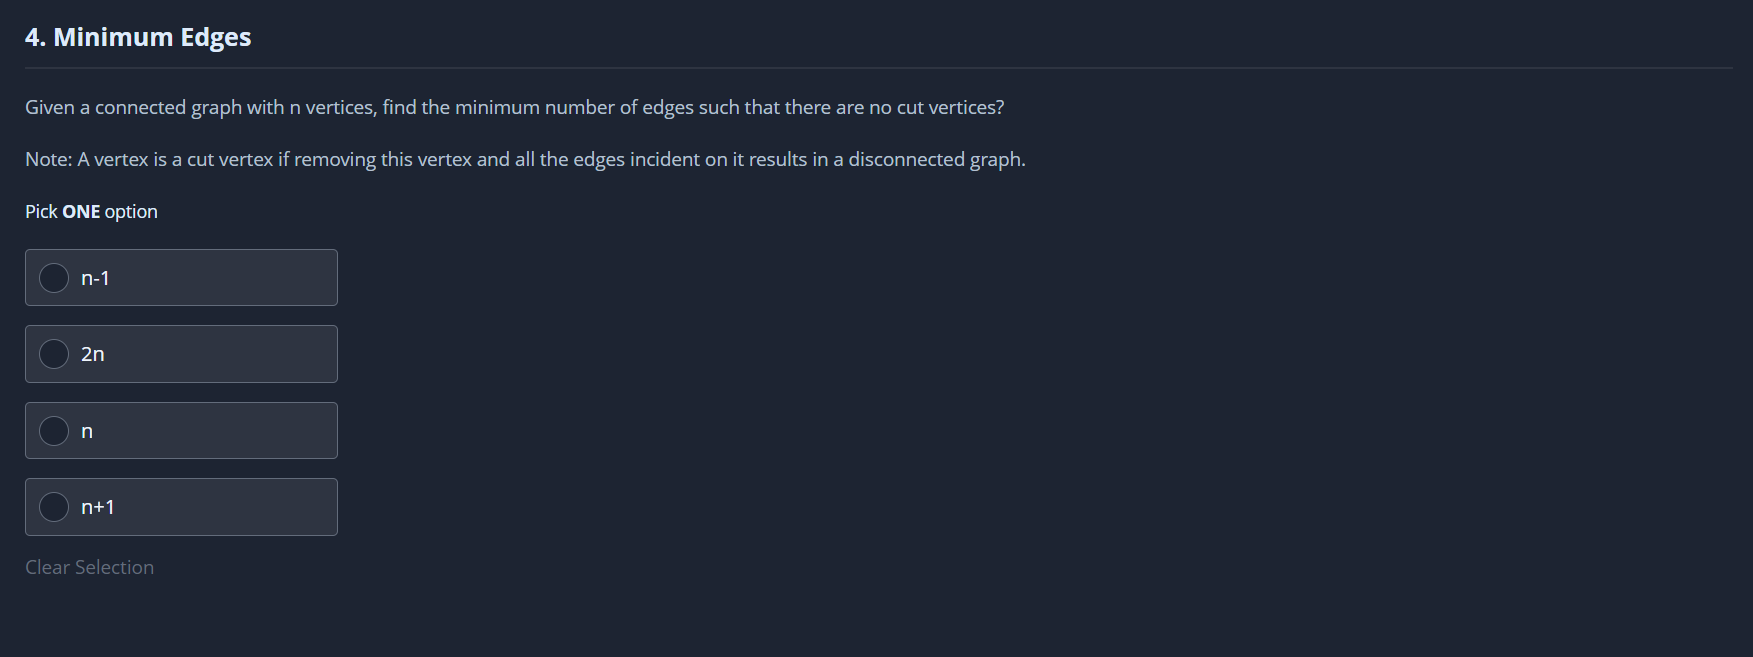 4. Minimum Edges
Given a connected graph with n vertices, find the minimum number of edges such that there are no cut vertices?
Note: A vertex is a cut vertex if removing this vertex and all the edges incident on it results in a disconnected graph.
Pick ONE option
n-1
2n
n
n+1
Clear Selection